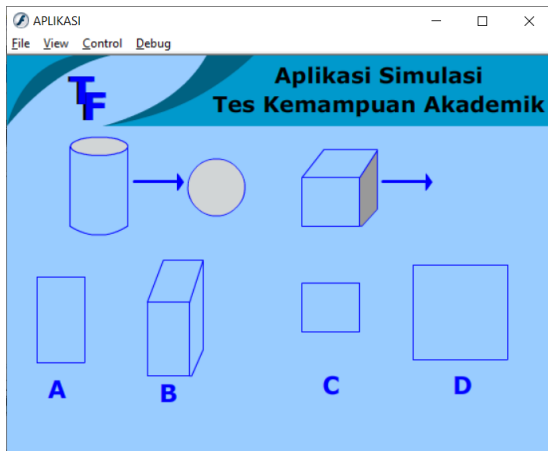 APLIKASI
File View Control Debug
TF
Aplikasi Simulasi
Tes Kemampuan Akademik
A
B
C
D